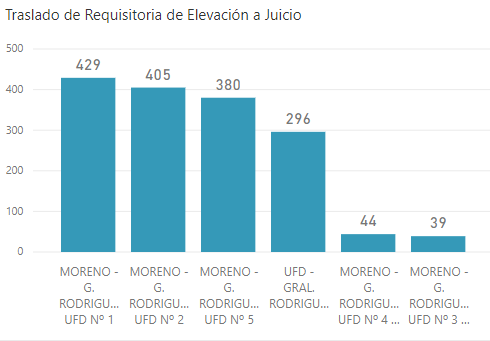 Traslado de Requisitoria de Elevación a Juicio
500
400
300
200
100
0
429
405
380
296
44
39
MORENO -
G.
RODRIGU...
UFD Nº 1
MORENO -
G.
RODRIGU...
UFD Nº 2
MORENO -
G.
RODRIGU...
UFD Nº 5
UFD -
GRAL.
RODRIGU...
MORENO -
G.
RODRIGU...
UFD Nº 4 ...
MORENO -
G.
RODRIGU...
UFD Nº 3 ...